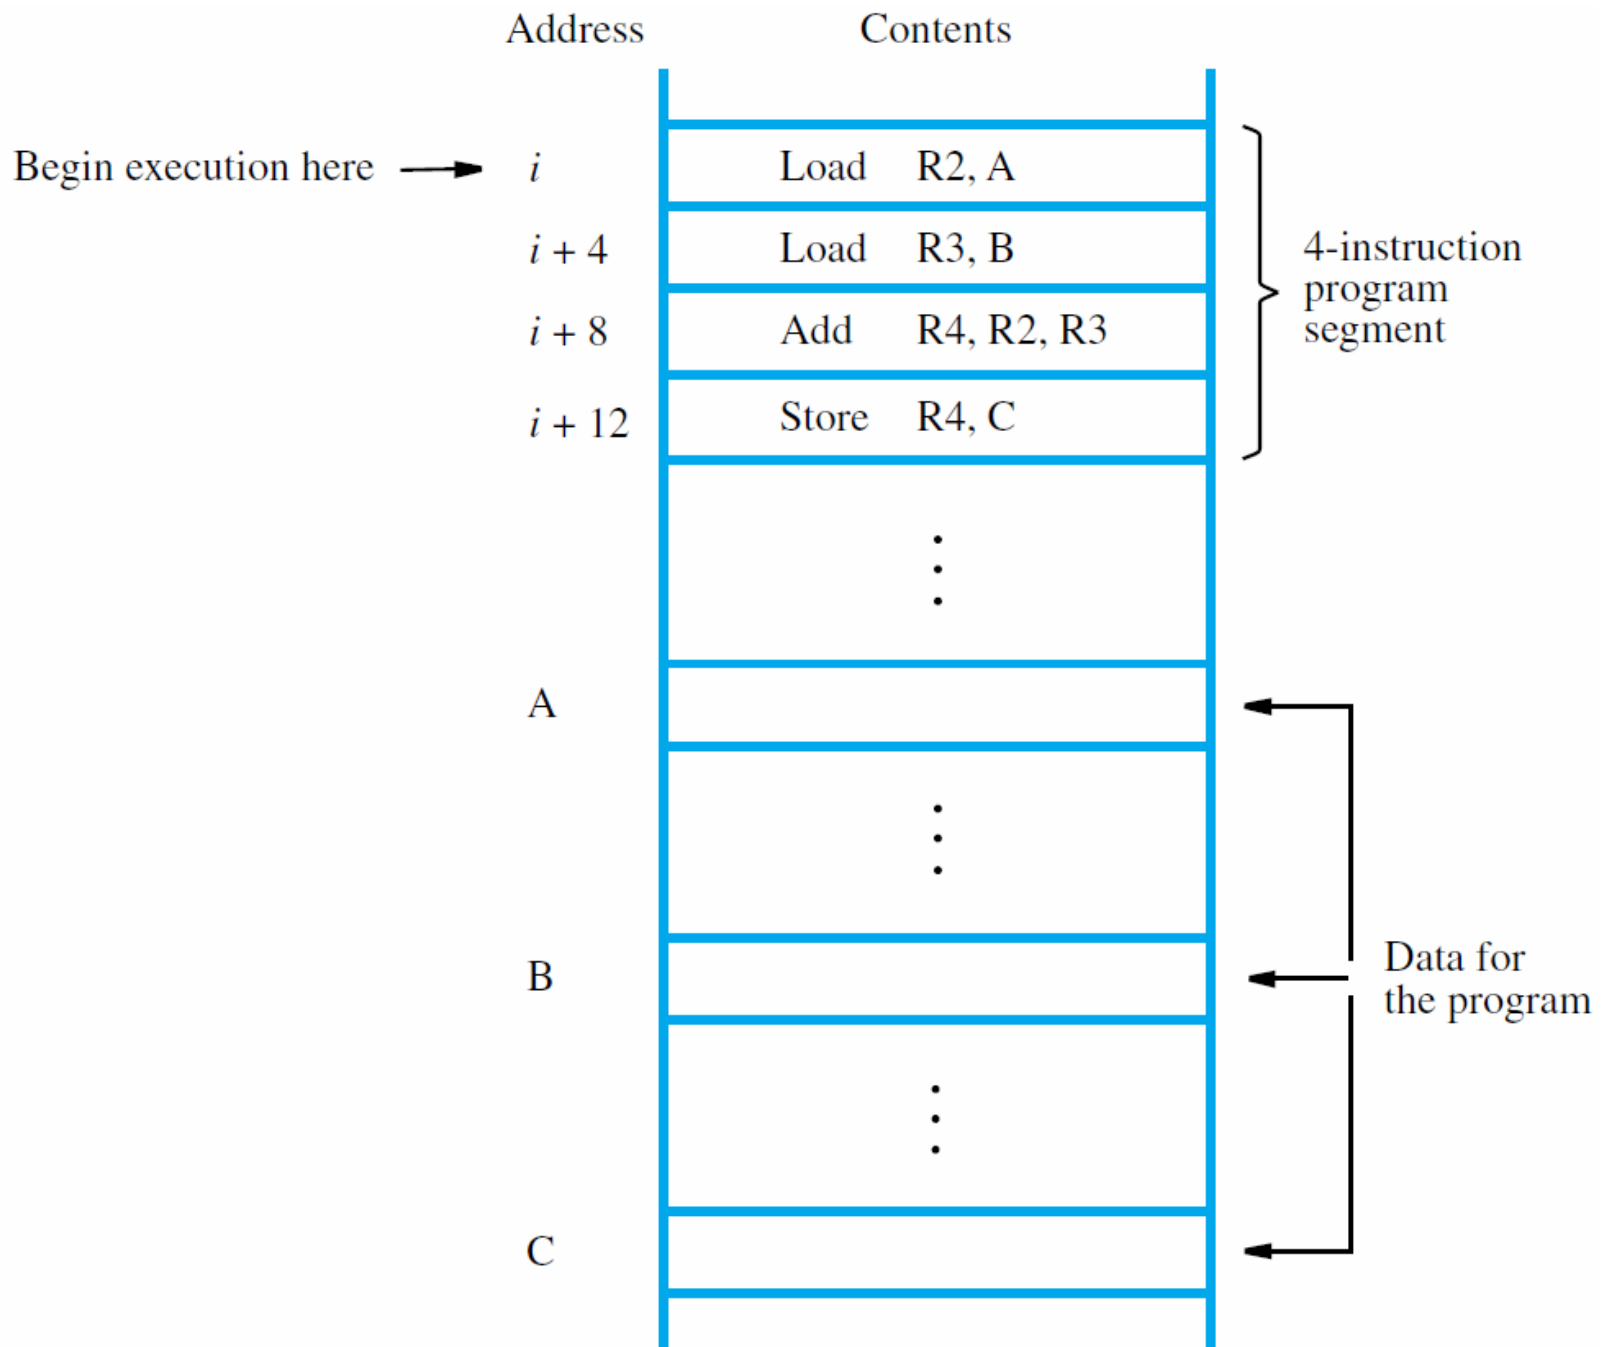 Address Contents
Begin execution here i Load R2, A
i + 4 Load R3, B
i + 8 Add R4, R2, R3
i + 12 Store R4, C
4-instruction
program
segment
A
B
C
Data for
the program